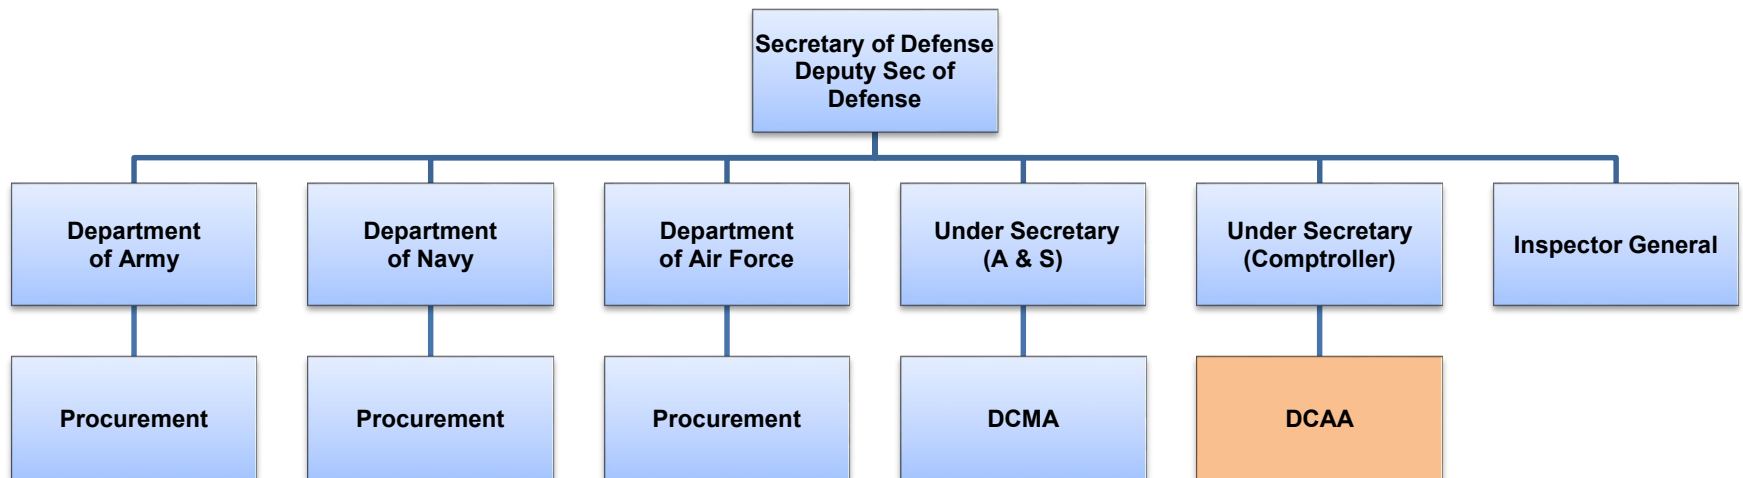 Secretary of Defense
Deputy Sec of
Defense
Department
of Army
Department
of Navy
Department
of Air Force
Under Secretary
(A & S)
Under Secretary
(Comptroller)
Inspector General
Procurement
Procurement
Procurement
DCMA
DCAA